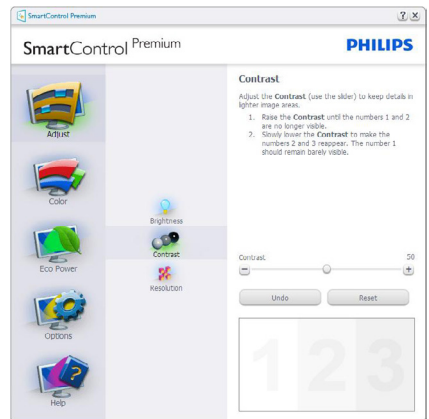 SmartControl Premium
SmartControl Premium
PHILIPS
Adjust
Color
Eco Power
Options
Help
Brightness
Contrast
Resolution
Contrast
Adjust the Contrast (use the slider) to keep details in
lighter image areas.
1. Raise the Contrast until the numbers 1 and 2
are no longer visible.
2. Slowly lower the Contrast to make the
numbers 2 and 3 reappear. The number 1
should remain barely visible.
Contrast 50
Undo Reset
1 2 3